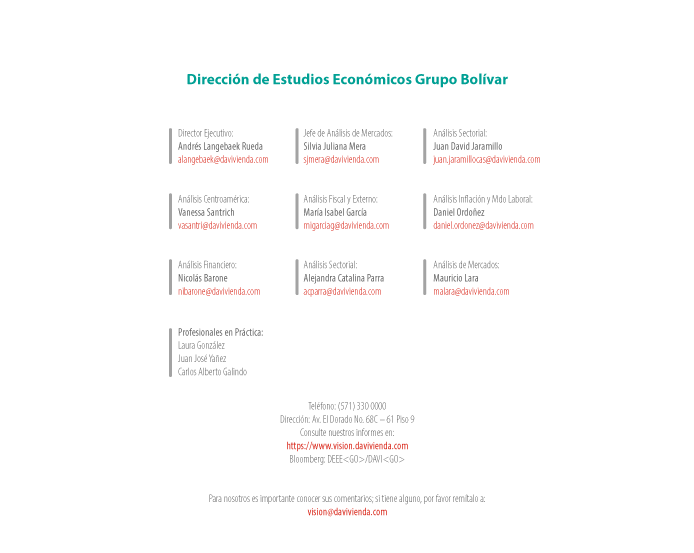 Dirección de Estudios Económicos Grupo Bolívar
Director Ejecutivo:
Andrés Langebaek Rueda
alangebaek@davivienda.com
Jefe de Análisis de Mercados:
Silvia Juliana Mera
sjmera@davivienda.com
Análisis Sectorial:
Juan David Jaramillo
juan.jaramillocas@davivienda.com
Análisis Centroamérica:
Vanessa Santrich
vasantri@davivienda.com
Análisis Fiscal y Externo:
María Isabel García
migarciag@davivienda.com
Análisis Inflación y Mdo Laboral:
Daniel Ordoñez
daniel.ordonez@davivienda.com
Análisis Financiero:
Nicolás Barone
nibarone@davivienda.com
Análisis Sectorial:
Alejandra Catalina Parra
acparra@davivienda.com
Análisis de Mercados:
Mauricio Lara
malara@davivienda.com
Profesionales en Práctica:
Laura González
Juan José Yañez
Carlos Alberto Galindo
Teléfono: (571) 330 0000
Dirección: Av. El Dorado No. 68C – 61 Piso 9
Consulte nuestros informes en:
https://www.vision.davivienda.com
Bloomberg: DEEE<GO>/DAVI<GO>
Para nosotros es importante conocer sus comentarios; si tiene alguno, por favor remítalo a:
vision@davivienda.com